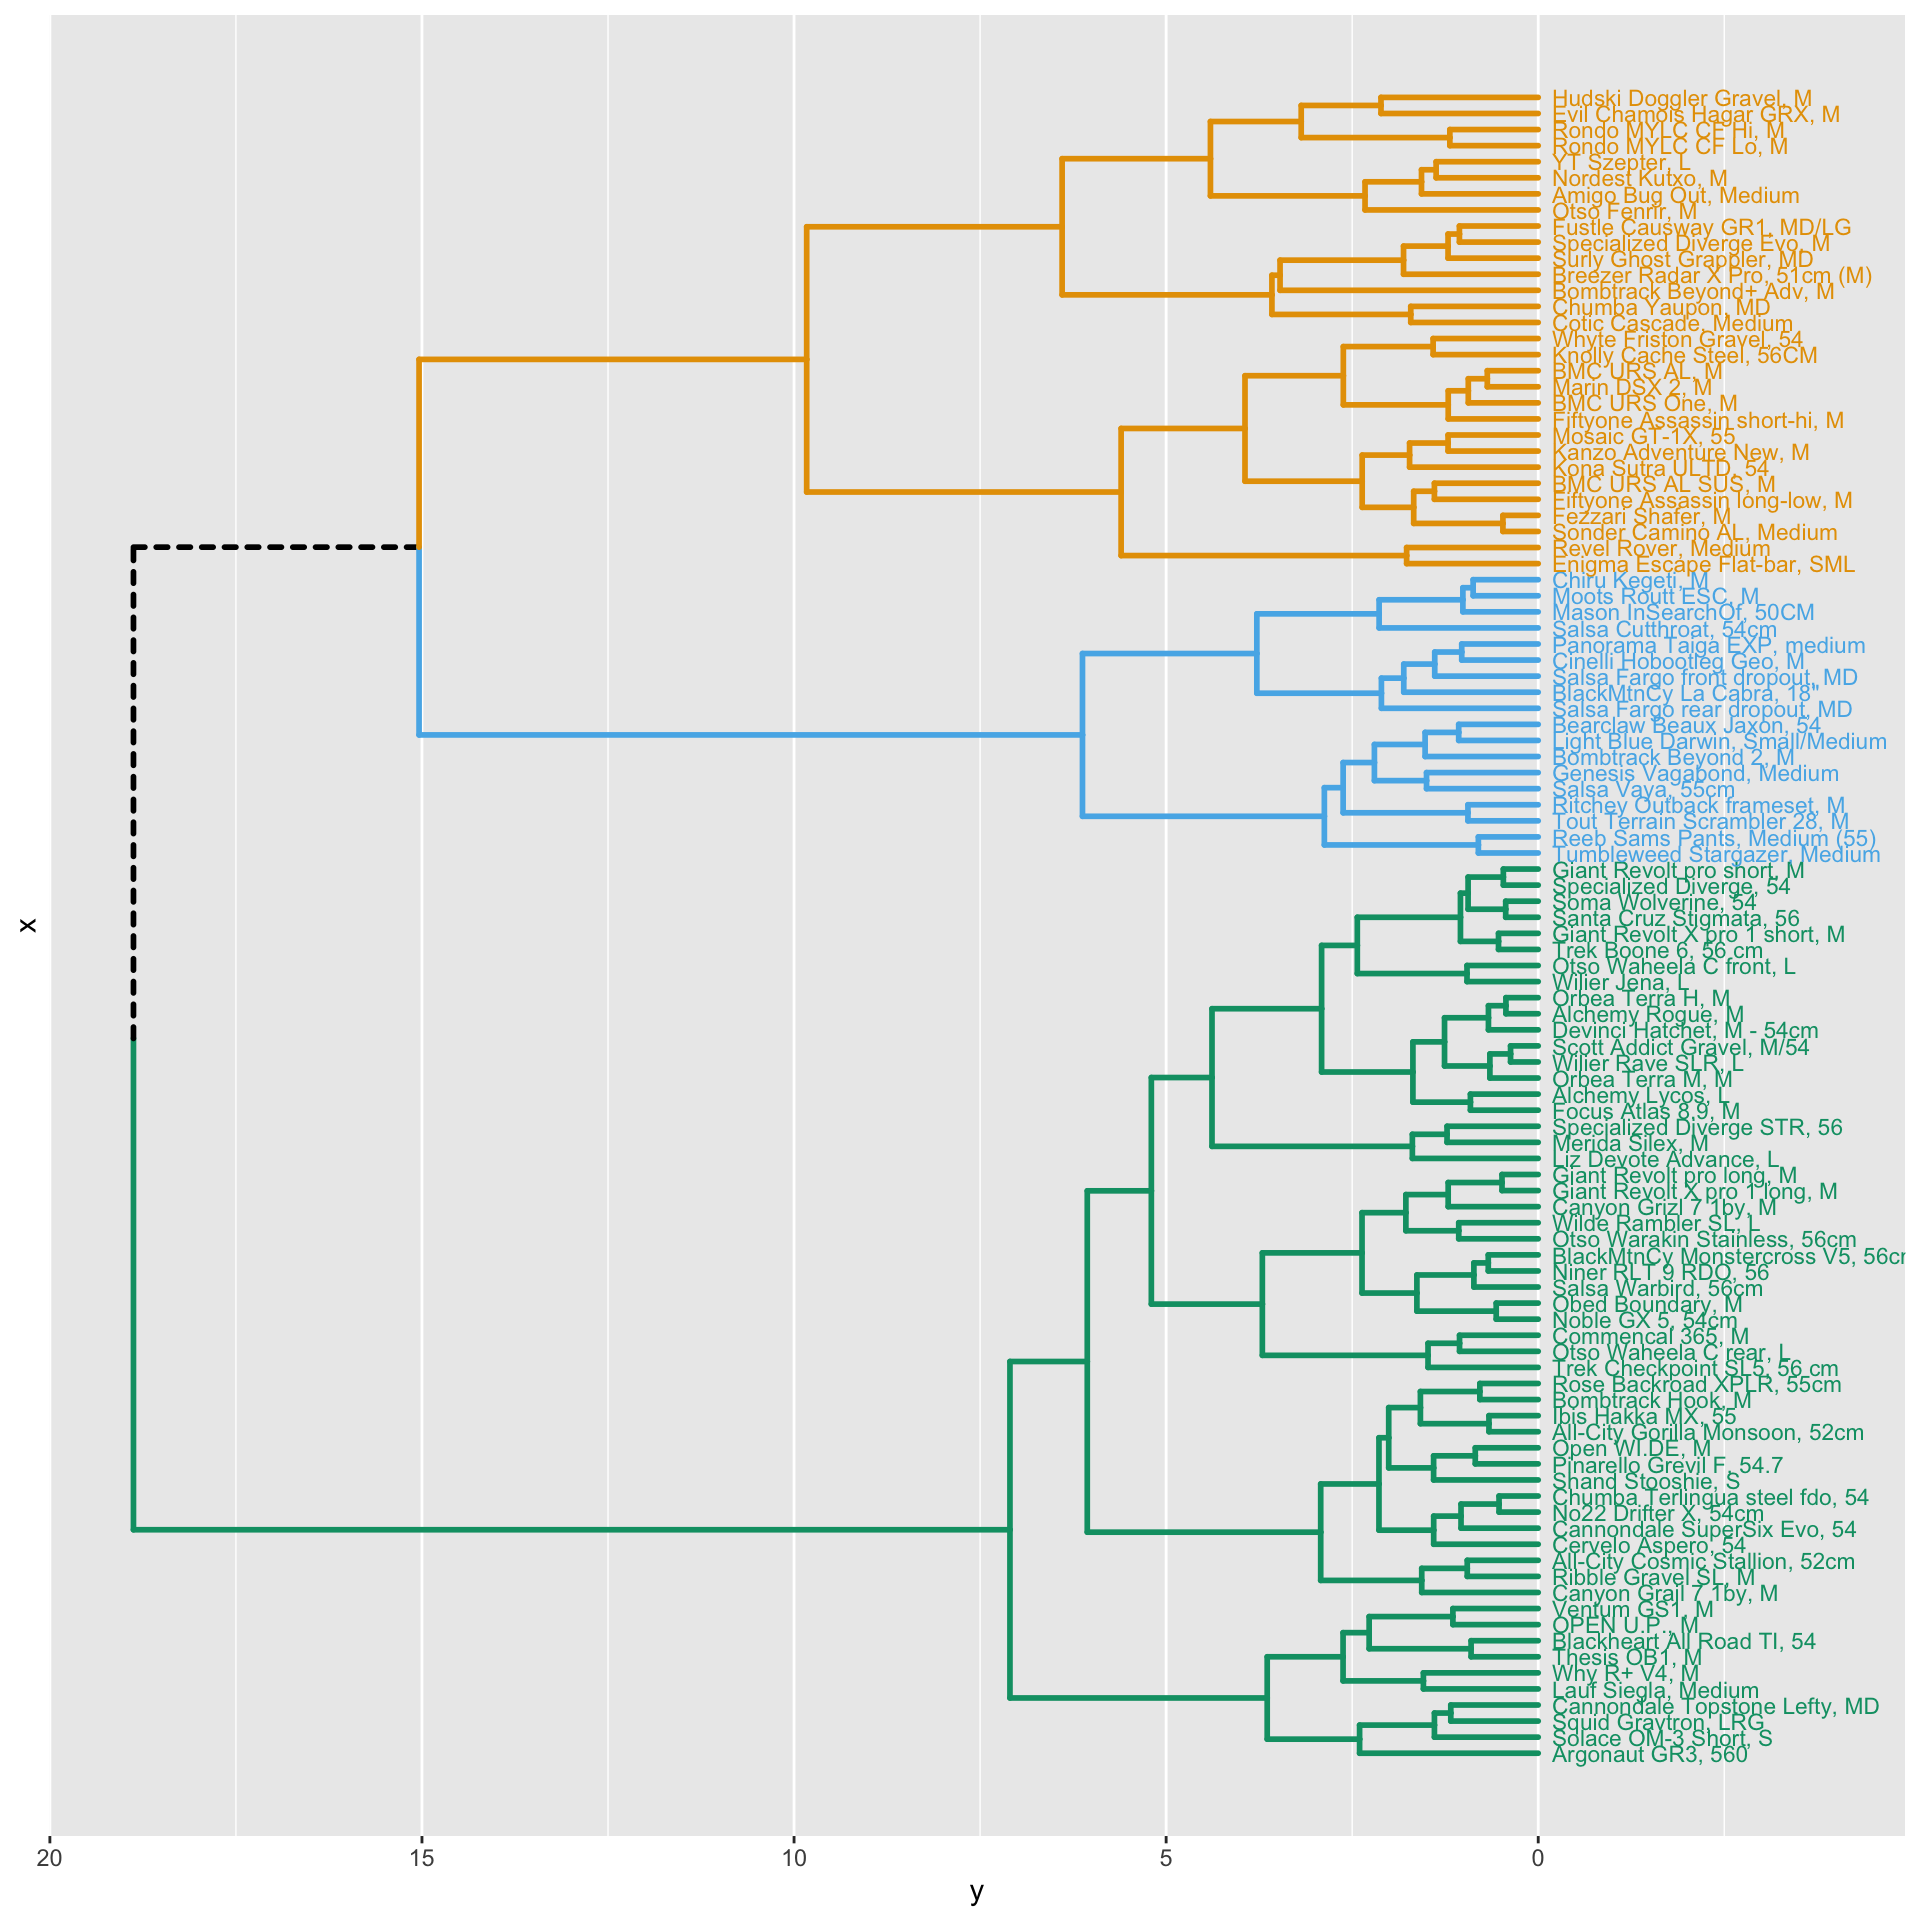 Hudski Doggler Gravel, M
Evil Chamois Hagar GRX, M
Rondo MYLC CF Hi, M
Rondo MYLC CF Lo, M
YT Szepter, L
Nordest Kutxo, M
Amigo Bug Out, Medium
Otso Fenrir, M
Fustle Causway GR1, MD/LG
Specialized Diverge Evo, M
Surly Ghost Grappler, MD
Breezer Radar X Pro, 51cm (M)
Bombtrack Beyond+ Adv, M
Chumba Yaupon, MD
Cotic Cascade, Medium
Whyte Friston Gravel, 54
Knolly Cache Steel, 56CM
BMC URS AL, M
Marin DSX 2, M
BMC URS One, M
Fiftyone Assassin short-hi, M
Mosaic GT-1X, 55
Kanzo Adventure New, M
Kona Sutra ULTD, 54
BMC URS AL SUS, M
Fiftyone Assassin long-low, M
Fezzari Shafer, M
Sonder Camino AL, Medium
Revel Rover, Medium
Enigma Escape Flat-bar, SML
Chiru Kegeti, M
Moots Routt ESC, M
Mason InSearchOf, 50CM
Salsa Cutthroat, 54cm
Panorama Taiga EXP, medium
Cinelli Hobootleg Geo, M
Salsa Fargo front dropout, MD
BlackMtnCy La Cabra, 18"
Salsa Fargo rear dropout, MD
Bearclaw Beaux Jaxon, 54
Light Blue Darwin, Small/Medium
Bombtrack Beyond 2, M
Genesis Vagabond, Medium
Salsa Vaya, 55cm
Ritchey Outback frameset, M
Tout Terrain Scrambler 28, M
Reeb Sams Pants, Medium (55)
Tumbleweed Stargazer, Medium
Giant Revolt pro short, M
Specialized Diverge, 54
Soma Wolverine, 54
Santa Cruz Stigmata, 56
Giant Revolt X pro 1 short, M
Trek Boone 6, 56 cm
Otso Waheela C front, L
Wilier Jena, L
Orbea Terra H, M
Alchemy Rogue, M
Devinci Hatchet, M - 54cm
Scott Addict Gravel, M/54
Wilier Rave SLR, L
Orbea Terra M, M
Alchemy Lycos, L
Focus Atlas 8.9, M
Specialized Diverge STR, 56
Merida Silex, M
Liz Devote Advance, L
Giant Revolt pro long, M
Giant Revolt X pro 1 long, M
Canyon Grizl 7 1by, M
Wilde Rambler SL, L
Otso Warakin Stainless, 56cm
BlackMtnCy Monstercross V5, 56cr
Niner RLT 9 RDO, 56
Salsa Warbird, 56cm
Obed Boundary, M
Noble GX 5, 54cm
Commencal 365, M
Otso Waheela C rear, L
Trek Checkpoint SL5, 56 cm
Rose Backroad XPLR, 55cm
Bombtrack Hook, M
Ibis Hakka MX, 55
All-City Gorilla Monsoon, 52cm
Open WI.DE, M
Pinarello Grevil F, 54.7
Shand Stooshie, S
Chumba Terlingua steel fdo, 54
No22 Drifter X, 54cm
Cannondale SuperSix Evo, 54
Cervelo Aspero, 54
All-City Cosmic Stallion, 52cm
Ribble Gravel SL, M
Canyon Grail 7 1by, M
Ventum GS1, M
OPEN U.P., M
Blackheart All Road TI, 54
Thesis OB1, M
Why R+ V4, M
Lauf Siegla, Medium
Cannondale Topstone Lefty, MD
Squid Gravtron, LRG
Solace OM-3 Short, S
Argonaut GR3, 560
x
20 15 10 5 0
y